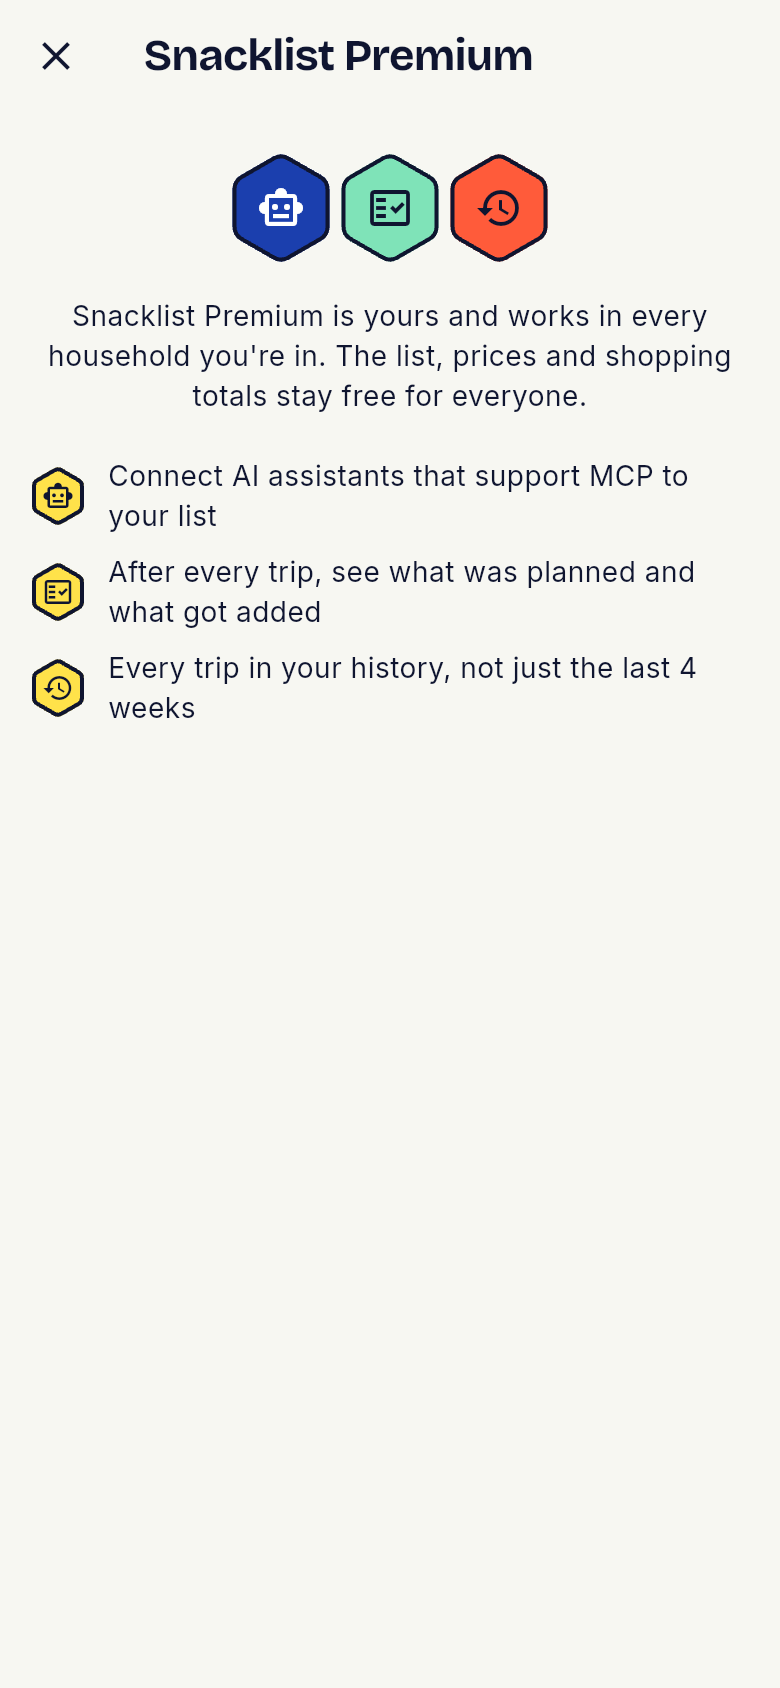 Snacklist Premium
Snacklist Premium is yours and works in every
household you're in. The list, prices and shopping
totals stay free for everyone.
Connect AI assistants that support MCP to
your list
After every trip, see what was planned and
what got added
Every trip in your history, not just the last 4
weeks